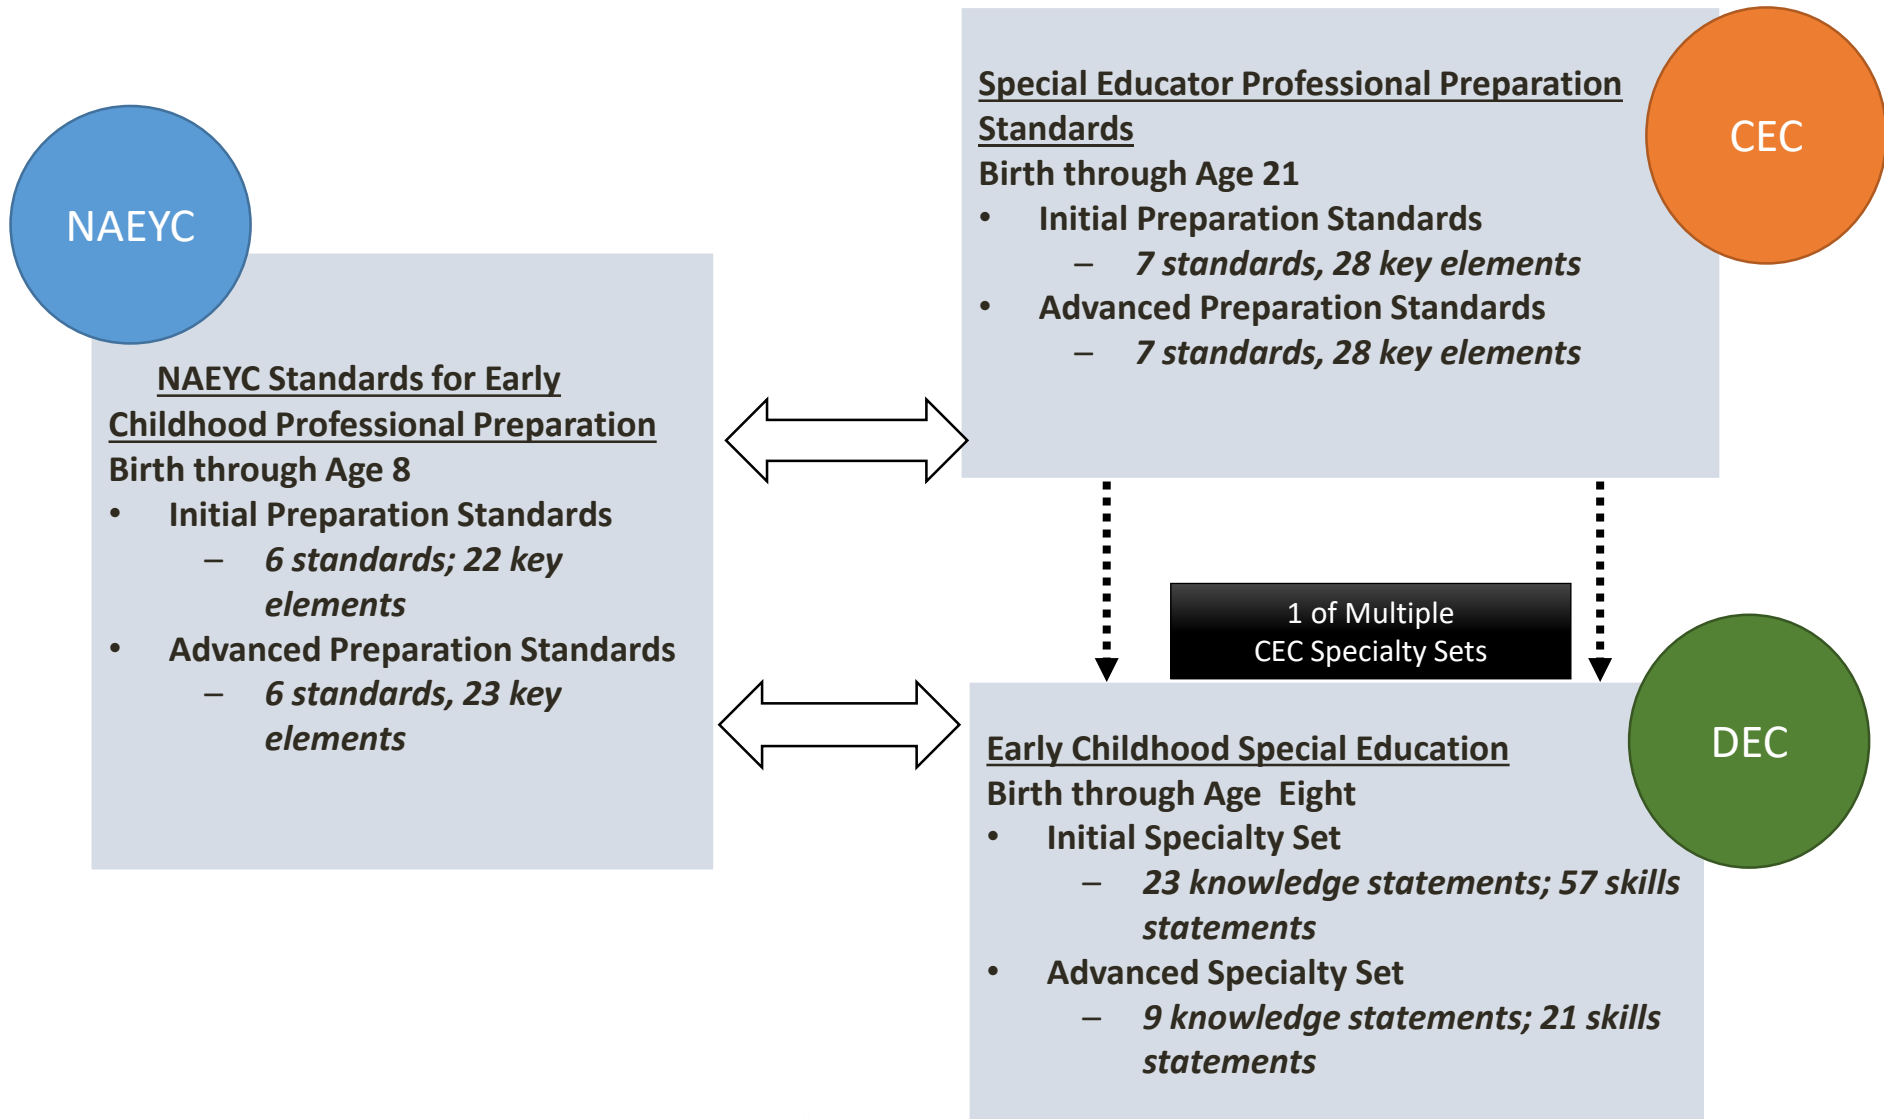 NAEYC
NAEYC Standards for Early
Childhood Professional Preparation
Birth through Age 8
• Initial Preparation Standards
– 6 standards; 22 key
elements
• Advanced Preparation Standards
– 6 standards, 23 key
elements
CEC
Special Educator Professional Preparation
Standards
Birth through Age 21
• Initial Preparation Standards
– 7 standards, 28 key elements
• Advanced Preparation Standards
– 7 standards, 28 key elements
1 of Multiple
CEC Specialty Sets
DEC
Early Childhood Special Education
Birth through Age  Eight
• Initial Specialty Set
– 23 knowledge statements; 57 skills
statements
• Advanced Specialty Set
– 9 knowledge statements; 21 skills
statements